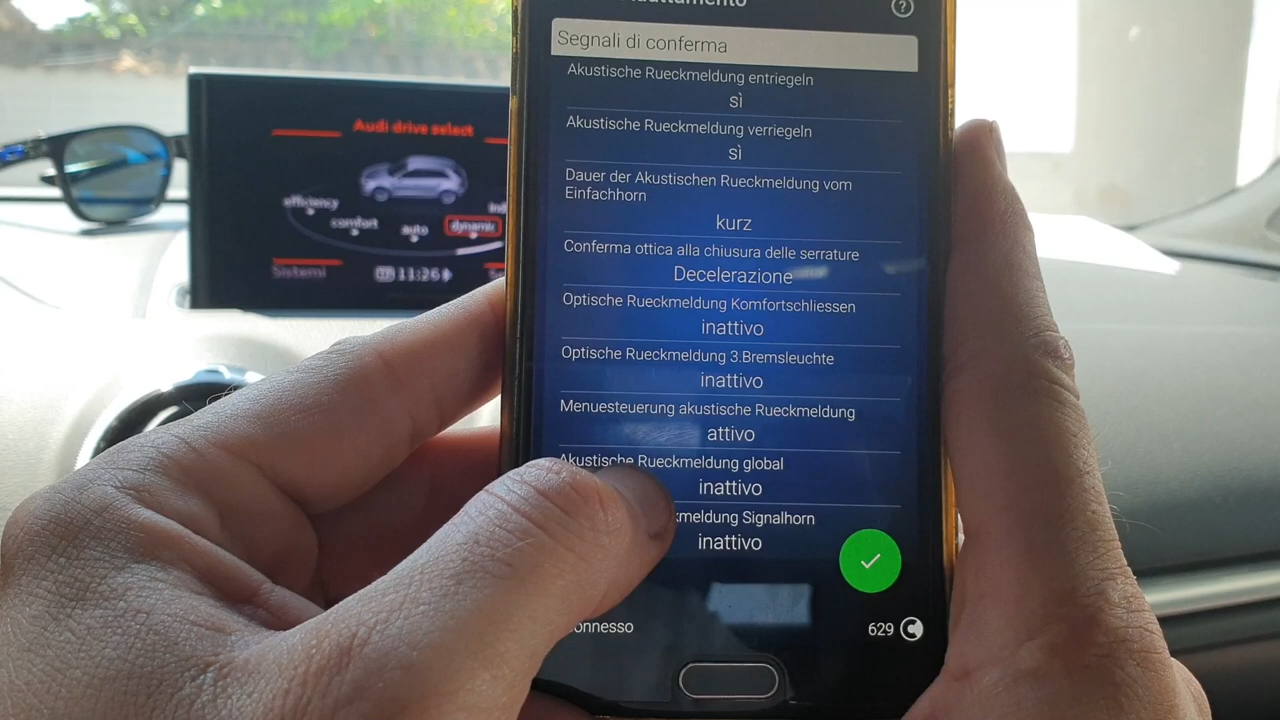 Segnali di conferma
Akustische Rueckmeldung entriegeln
sì
Akustische Rueckmeldung verriegeln
sì
Dauer der Akustischen Rueckmeldung vom
Einfachhorn
kurz
Conferma ottica alla chiusura delle serrature
Decelerazione
Optische Rueckmeldung Komfortschliessen
inattivo
Optische Rueckmeldung 3.Bremsleuchte
inattivo
Menuesteuerung akustische Rueckmeldung
attivo
Akustische Rueckmeldung global
inattivo
kmeldung Signalhorn
inattivo
onnesso
629
Audi drive select
efficiency
comfort
auto
dynamic
Sistemi
11:26